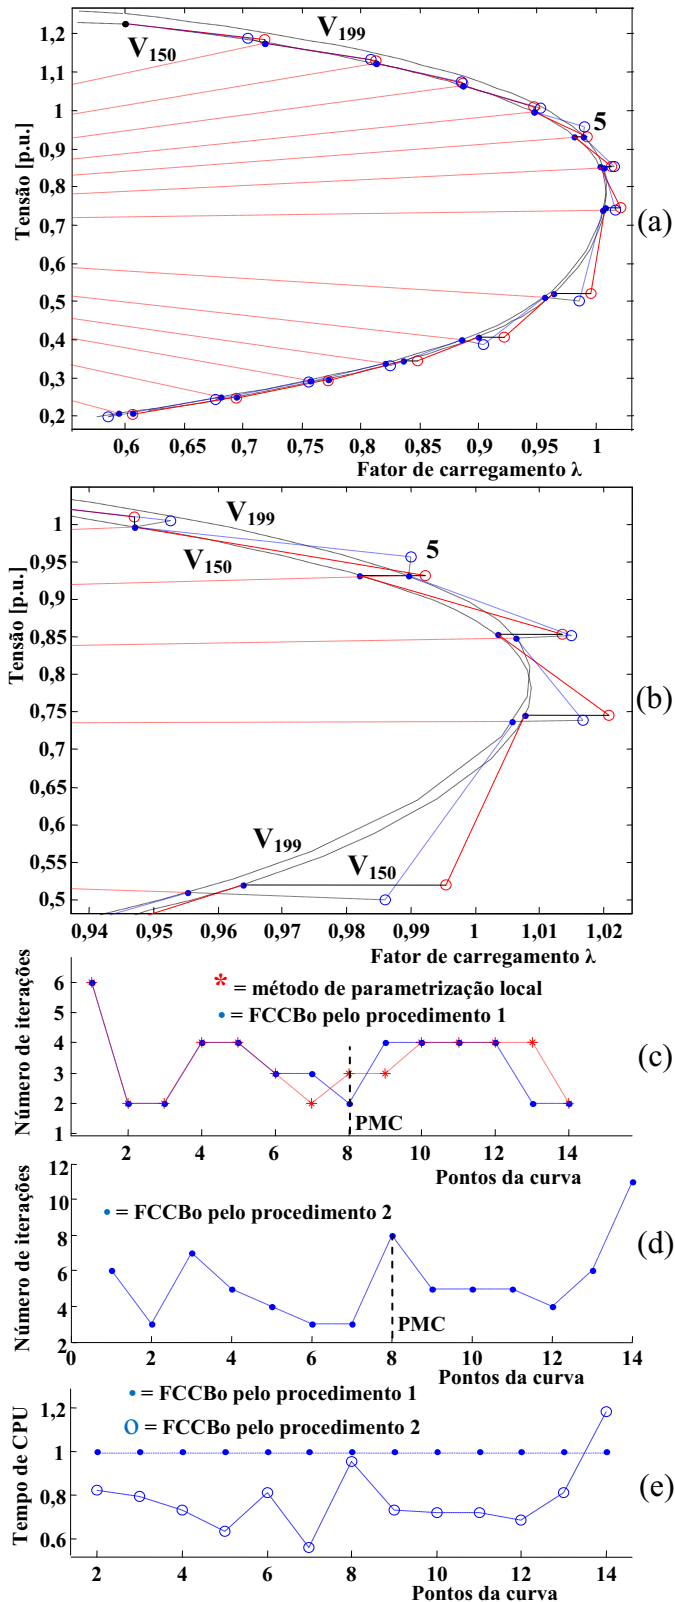 Tensão [p.u.]
1,2
1,1
1
0,9
0,8
0,7
0,6
0,5
0,4
0,3
0,2
V199
V150
5
(a)
0,6 0,65 0,7 0,75 0,8 0,85 0,9 0,95 1
Fator de carregamento λ
Tensão [p.u.]
1
0,95
0,9
0,85
0,8
0,75
0,7
0,65
0,6
0,55
0,5
V199
5
V150
(b)
V199
V150
0,94 0,95 0,96 0,97 0,98 0,99 1 1,01 1,02
Fator de carregamento λ
Número de iterações
6
5
4
3
2
1
* = método de parametrização local
• = FCCBo pelo procedimento 1
(c)
PMC
2 4 6 8 10 12 14
Pontos da curva
Número de iterações
12
10
8
6
4
2
• = FCCBo pelo procedimento 2
(d)
PMC
0 2 4 6 8 10 12 14
Pontos da curva
Tempo de CPU
1,2
1
0,8
0,6
• = FCCBo pelo procedimento 1
O = FCCBo pelo procedimento 2
(e)
2 4 6 8 10 12 14
Pontos da curva